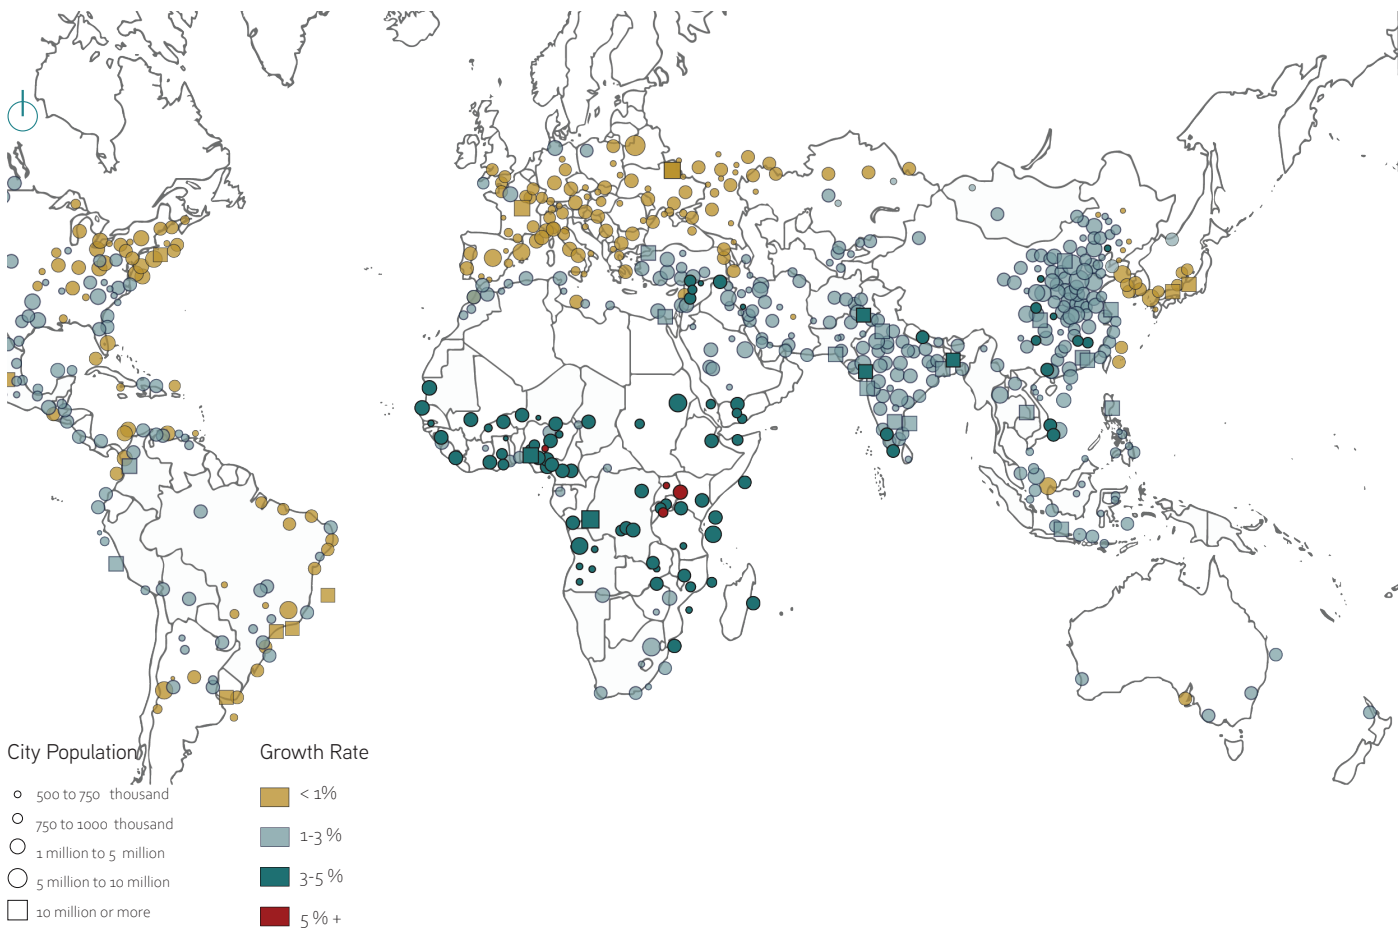 City Population
500 to 750 thousand
750 to 1000 thousand
1 million to 5 million
5 million to 10 million
10 million or more
Growth Rate
< 1%
1-3 %
3-5 %
5 % +